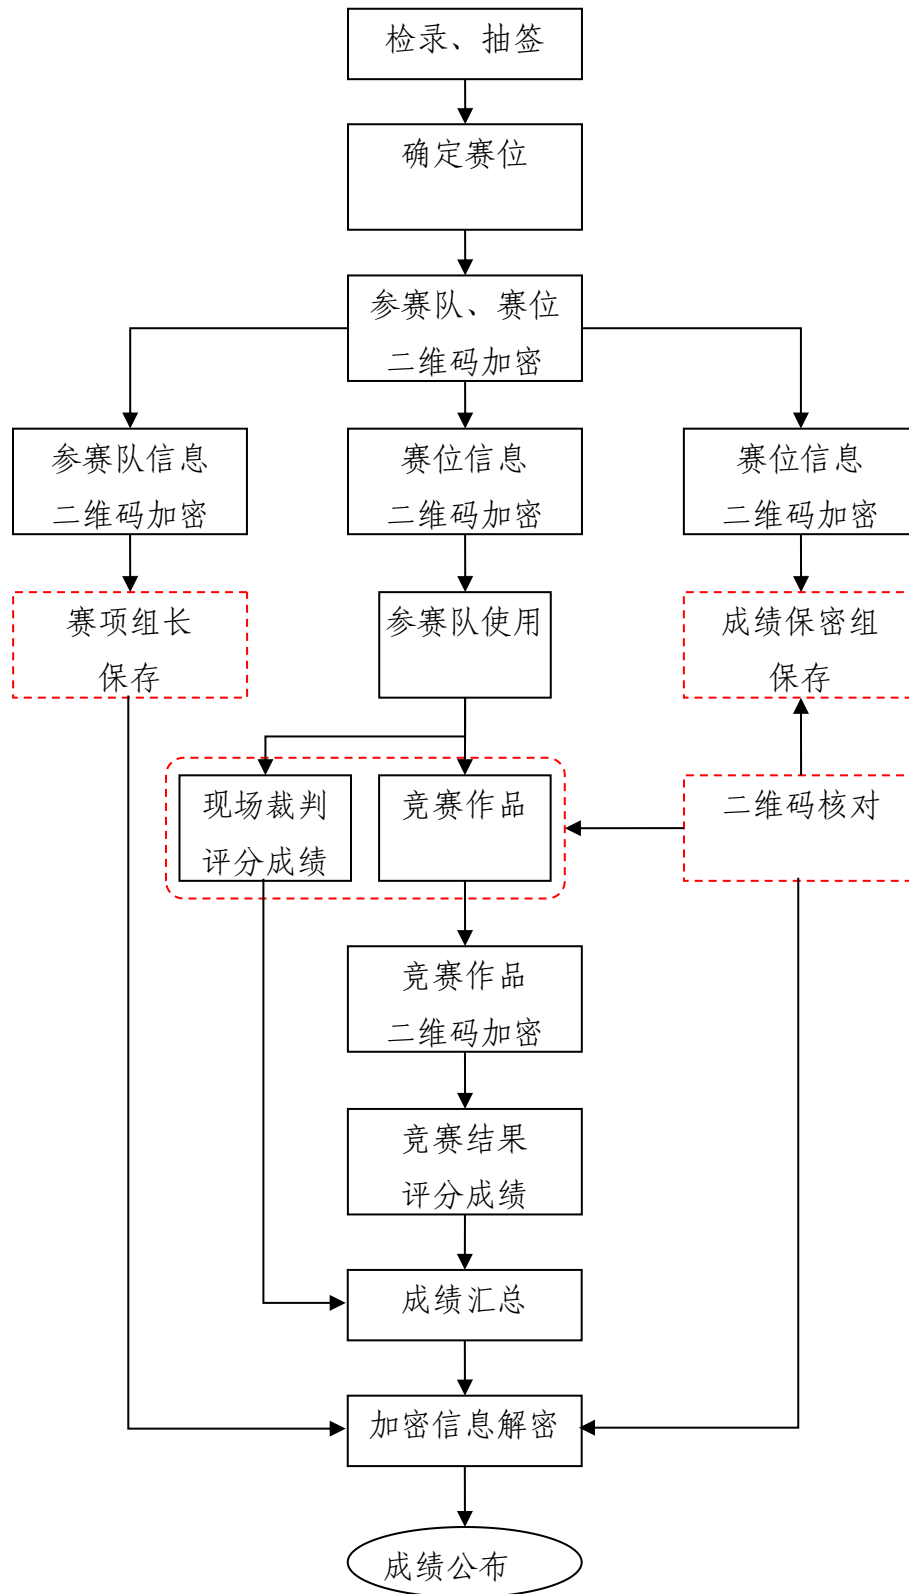 检录、抽签
确定赛位
参赛队、赛位
二维码加密
参赛队信息
二维码加密
赛位信息
二维码加密
赛位信息
二维码加密
赛项组长
保存
参赛队使用
成绩保密组
保存
现场裁判
评分成绩
竞赛作品
二维码核对
竞赛作品
二维码加密
竞赛结果
评分成绩
成绩汇总
加密信息解密
成绩公布